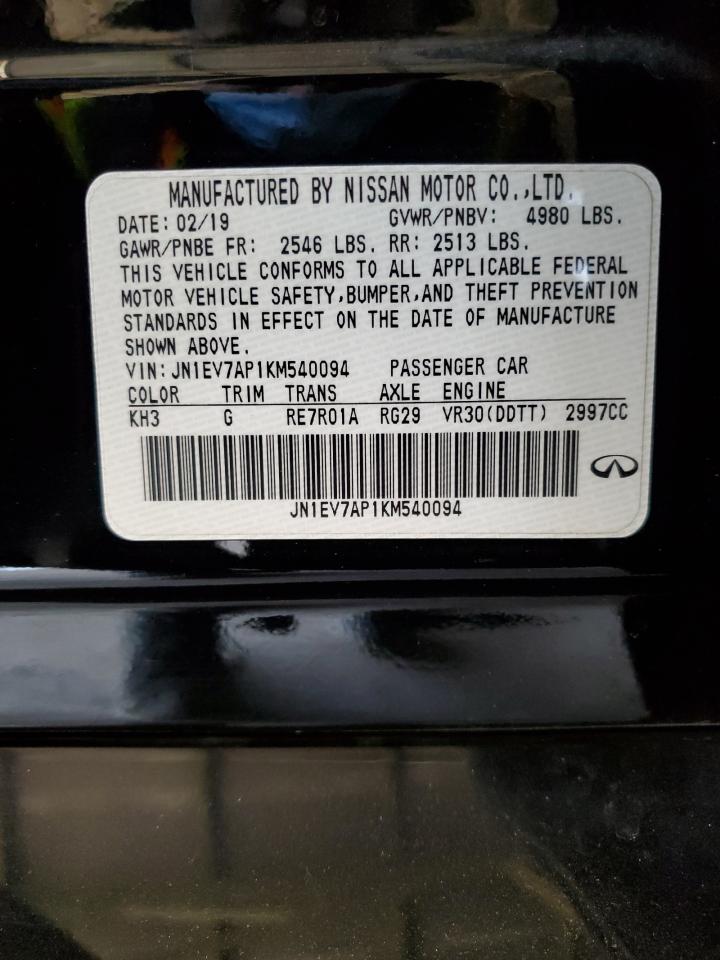 MANUFACTURED BY NISSAN MOTOR CO.,LTD.
DATE: 02/19 GVWR/PNBV: 4980 LBS.
GAWR/PNBE FR: 2546 LBS. RR: 2513 LBS.
THIS VEHICLE CONFORMS TO ALL APPLICABLE FEDERAL
MOTOR VEHICLE SAFETY,BUMPER,AND THEFT PREVENTION
STANDARDS IN EFFECT ON THE DATE OF MANUFACTURE
SHOWN ABOVE.
VIN:JN1EV7AP1KM540094 PASSENGER CAR
COLOR TRIM TRANS AXLE ENGINE
KH3 G RE7R01A RG29 VR30(DDTT) 2997CC
JN1EV7AP1KM540094